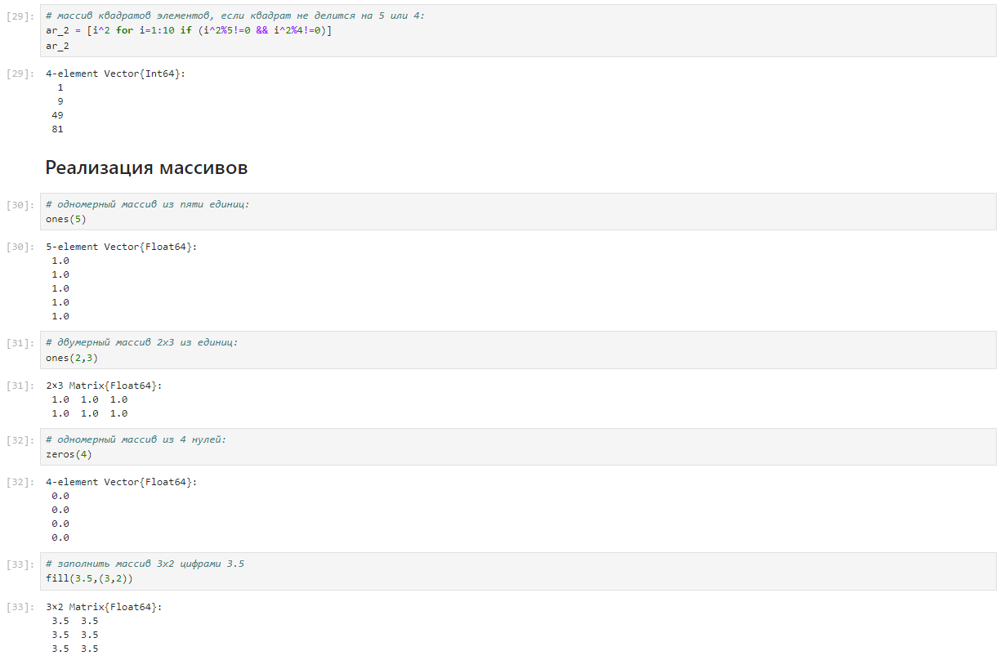 [29]: # массив квадратов элементов, если квадрат не делится на 5 или 4:
ar_2 = [i^2 for i=1:10 if (i^2%5!=0 && i^2%4!=0)]
ar_2
[29]: 4-element Vector{Int64}:
1
9
49
81
Реализация массивов
[30]: # одномерный массив из пяти единиц:
ones(5)
[30]: 5-element Vector{Float64}:
1.0
1.0
1.0
1.0
1.0
[31]: # двумерный массив 2x3 из единиц:
ones(2,3)
[31]: 2×3 Matrix{Float64}:
1.0 1.0 1.0
1.0 1.0 1.0
[32]: # одномерный массив из 4 нулей:
zeros(4)
[32]: 4-element Vector{Float64}:
0.0
0.0
0.0
0.0
[33]: # заполнить массив 3x2 цифрами 3.5
fill(3.5,(3,2))
[33]: 3×2 Matrix{Float64}:
3.5 3.5
3.5 3.5
3.5 3.5